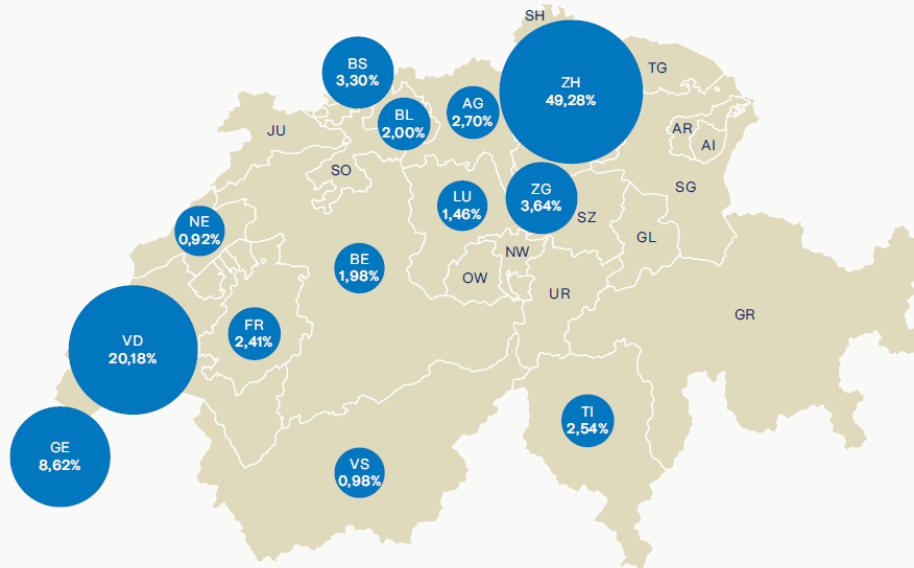 SH
BS
3,30%
ZH
49,28%
TG
BL
2,00%
AG
2,70%
JU
AR
AI
SO
LU
1,46%
ZG
3,64%
SG
SZ
NE
0,92%
GL
NW
BE
1,98%
OW
UR
GR
FR
2,41%
VD
20,18%
TI
2,54%
GE
8,62%
VS
0,98%